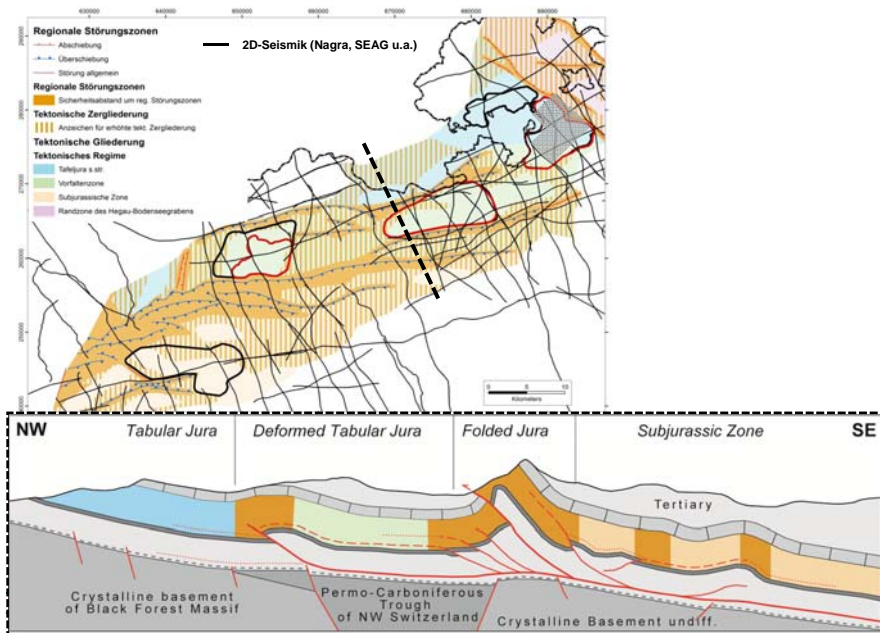 630000 660000 670000 680000 690000
Regionale Störungszonen
Abschiebung
Überschiebung
Störung allgemein
Regionale Störungszonen
Sicherheitsabstand um reg. Störungszonen
Tektonische Zergliederung
Anzeichen für erhöhte tekt. Zergliederung
Tektonische Gliederung
Tektonisches Regime
Tafeljura s.str.
Vorfaltenzone
Subjurassische Zone
Randzone des Hegau-Bodenseegrabens
2D-Seismik (Nagra, SEAG u.a.)
280000
270000
260000
250000
0 5 10
Kilometers
NW Tabular Jura Deformed Tabular Jura Folded Jura Subjurassic Zone SE
Tertiary
Crystalline basement
of Black Forest Massif
Permo-Carboniferous
Trough
of NW Switzerland
Crystalline Basement undiff.